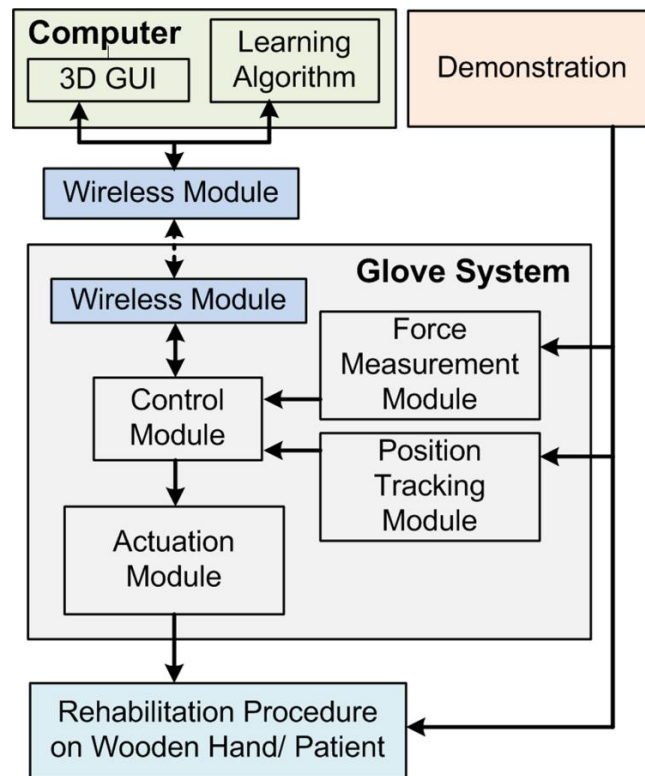 Computer
3D GUI
Learning
Algorithm
Demonstration
Wireless Module
Glove System
Wireless Module
Force
Measurement
Module
Control
Module
Position
Tracking
Module
Actuation
Module
Rehabilitation Procedure
on Wooden Hand/ Patient